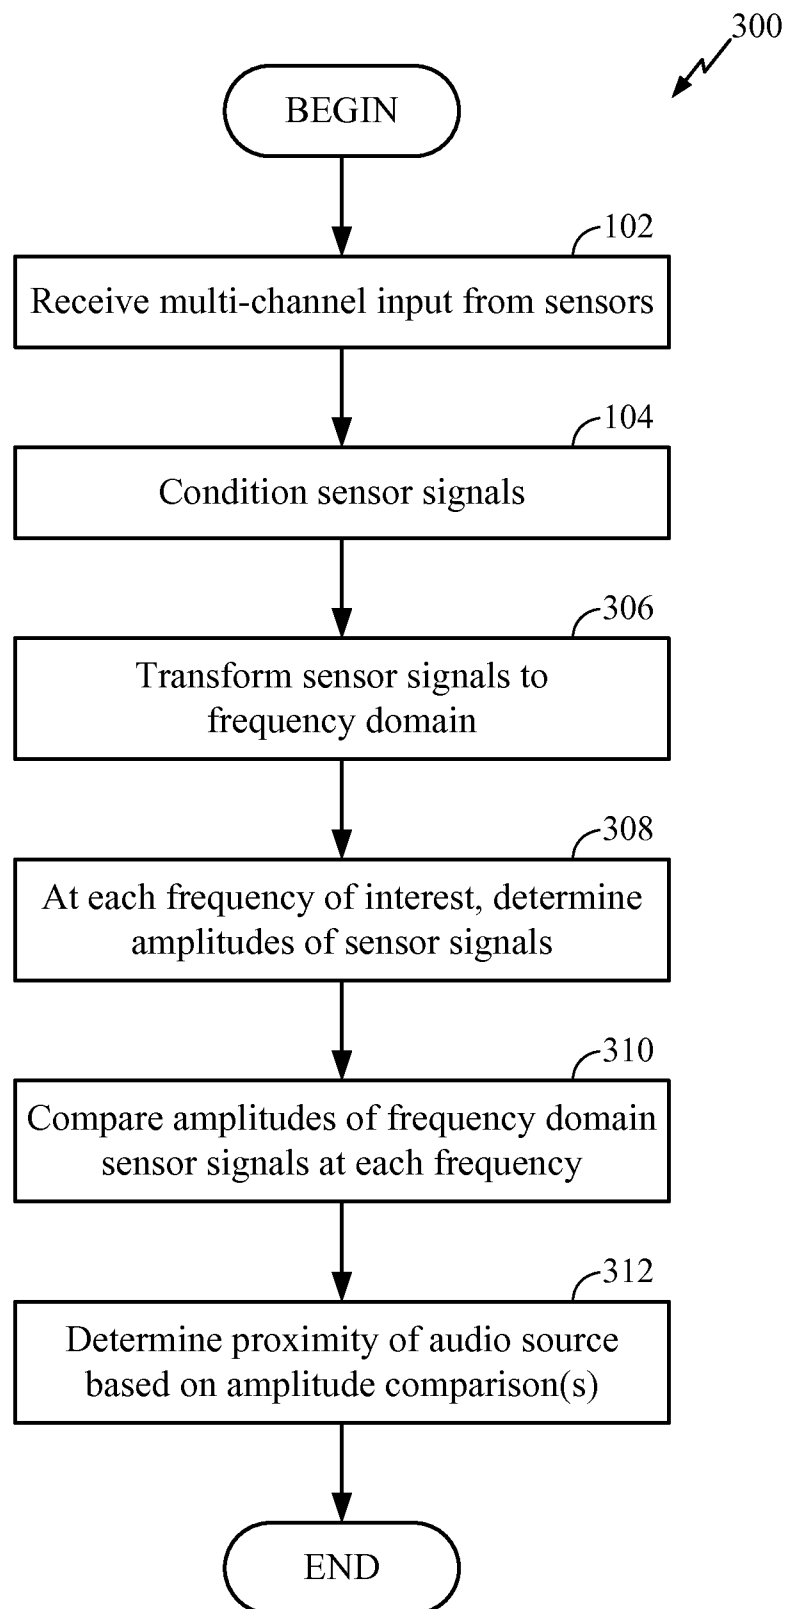 300
BEGIN
102
Receive multi-channel input from sensors
104
Condition sensor signals
306
Transform sensor signals to
frequency domain
308
At each frequency of interest, determine
amplitudes of sensor signals
310
Compare amplitudes of frequency domain
sensor signals at each frequency
312
Determine proximity of audio source
based on amplitude comparison(s)
END